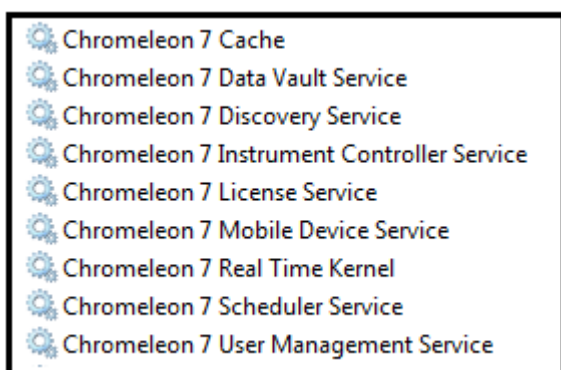 Chromeleon 7 Cache
Chromeleon 7 Data Vault Service
Chromeleon 7 Discovery Service
Chromeleon 7 Instrument Controller Service
Chromeleon 7 License Service
Chromeleon 7 Mobile Device Service
Chromeleon 7 Real Time Kernel
Chromeleon 7 Scheduler Service
Chromeleon 7 User Management Service